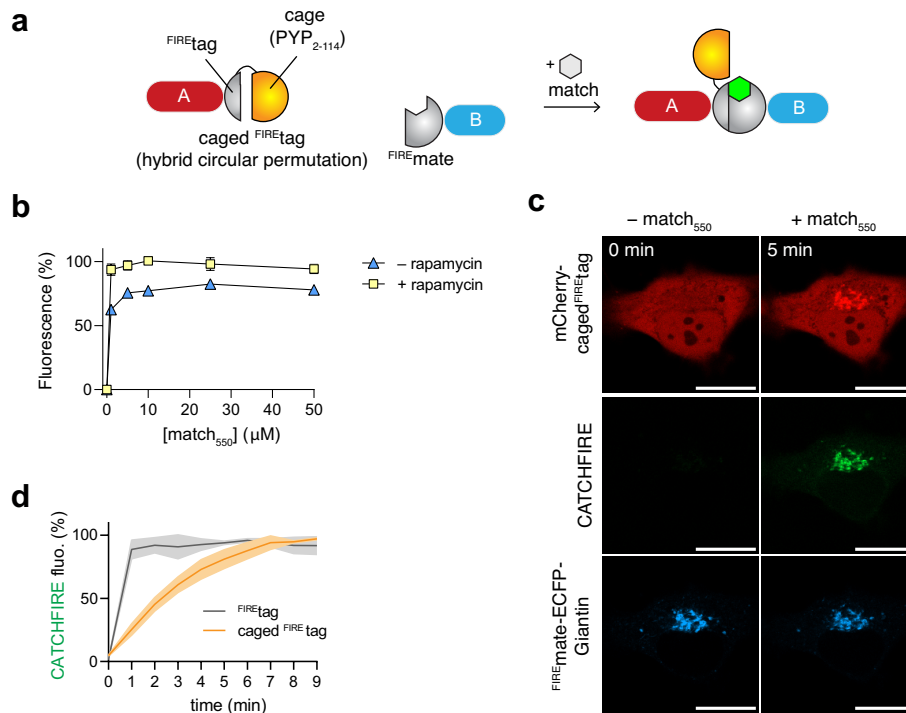 a
FIREtag
cage
(PYP2-114)
A
caged FIREtag
(hybrid circular permutation)
FIREmate
B
+
match
A
B
b
Fluorescence (%)
100
50
0
0 10 20 30 40 50
[match550] (µM)
– rapamycin
+ rapamycin
c
– match550
+ match550
0 min
5 min
mCherry-
cagedFIREtag
CATCHFIRE
FIREmate-ECFP-
Giantin
d
CATCHFIRE fluo. (%)
100
50
0
FIREtag
caged FIRE tag
0 1 2 3 4 5 6 7 8 9
time (min)